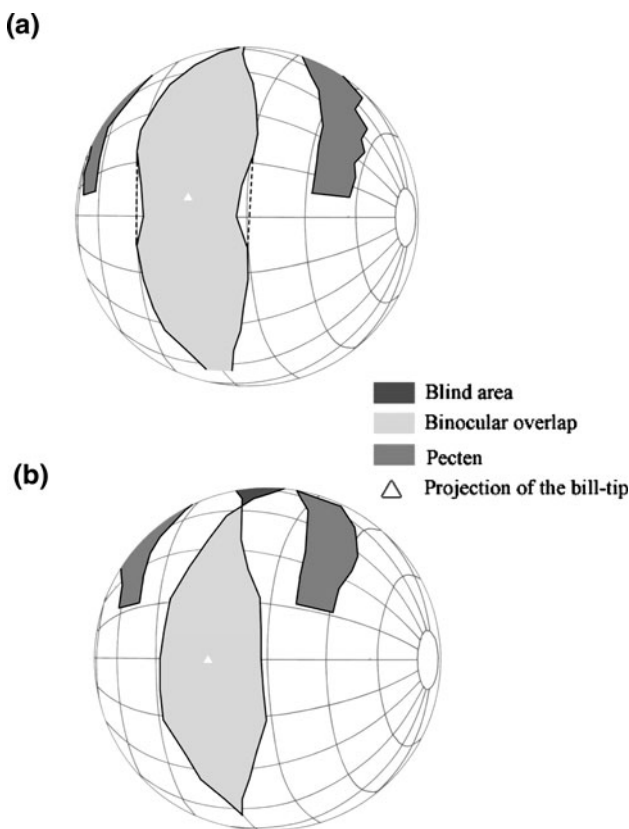 (a)
Blind area
Binocular overlap
Pecten
Projection of the bill-tip
(b)